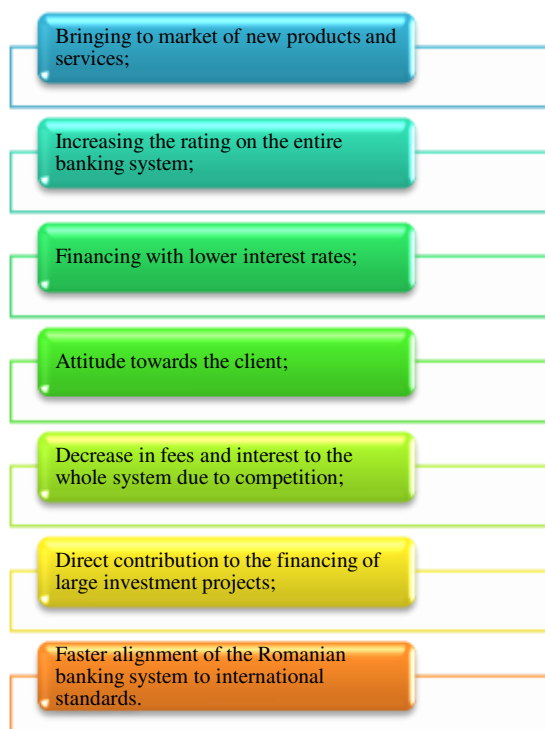 Bringing to market of new products and
services;
Increasing the rating on the entire
banking system;
Financing with lower interest rates;
Attitude towards the client;
Decrease in fees and interest to the
whole system due to competition;
Direct contribution to the financing of
large investment projects;
Faster alignment of the Romanian
banking system to international
standards.